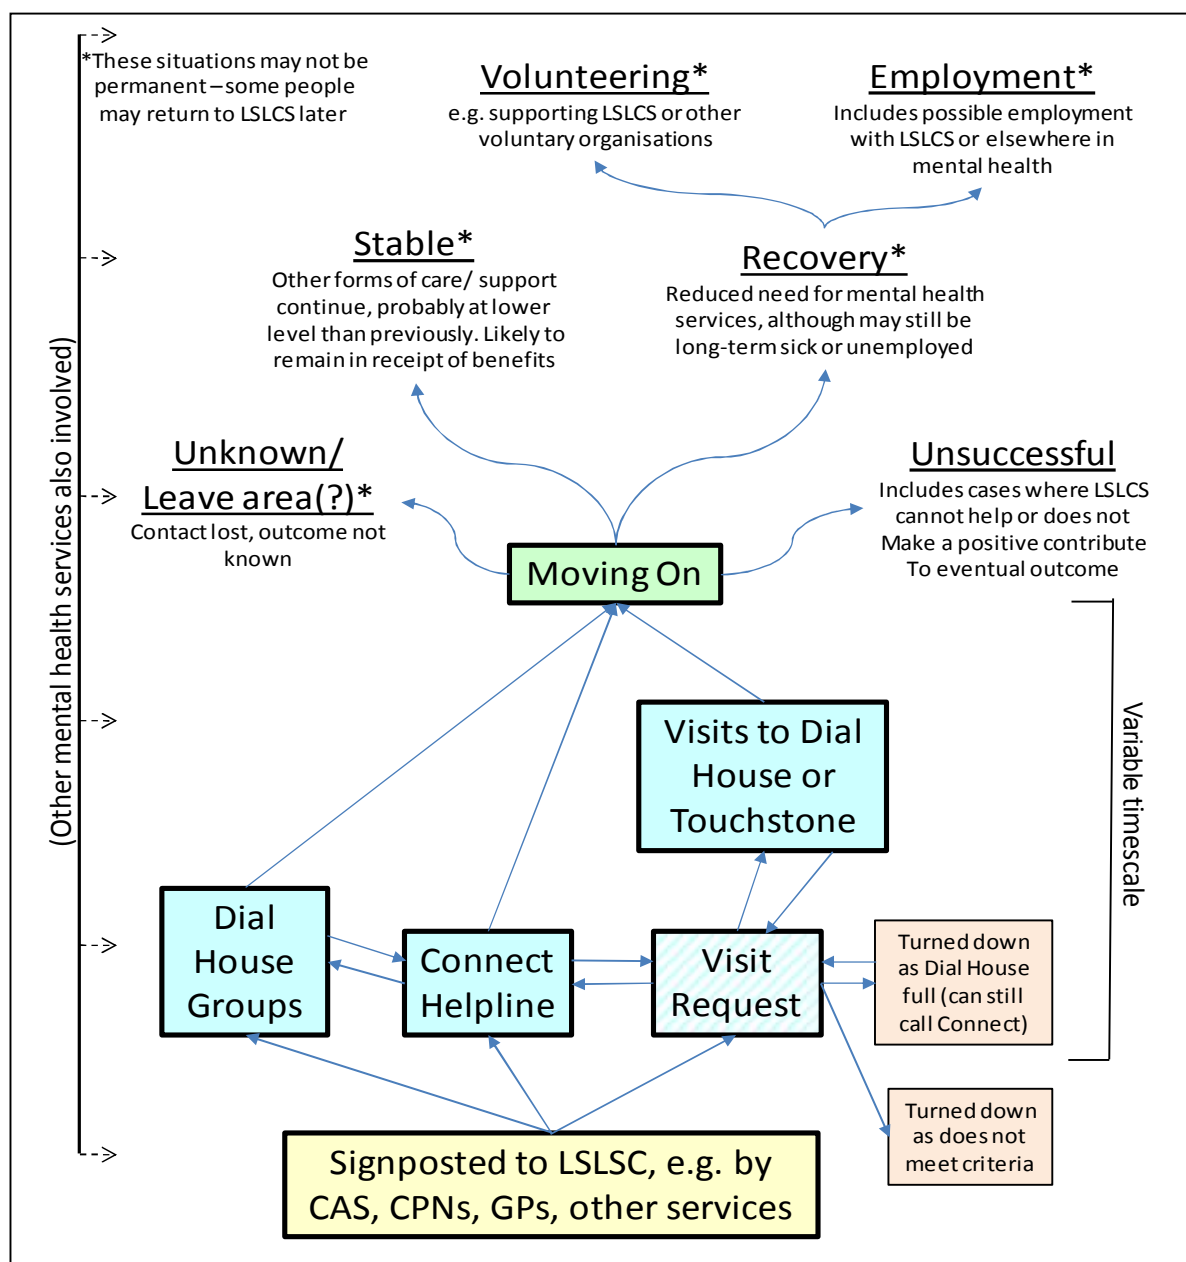 *These situations may not be
permanent – some people
may return to LSLCS later
Volunteering*
e.g. supporting LSLCS or other
voluntary organisations
Employment*
Includes possible employment
with LSLCS or elsewhere in
mental health
Stable*
Other forms of care/ support
continue, probably at lower
level than previously. Likely to
remain in receipt of benefits
Recovery*
Reduced need for mental health
services, although may still be
long-term sick or unemployed
Unknown/
Leave area(?)*
Contact lost, outcome not
known
Unsuccessful
Includes cases where LSLCS
cannot help or does not
Make a positive contribute
To eventual outcome
Moving On
(Other mental health services also involved)
Variable timescale
Visits to Dial
House or
Touchstone
Dial
House
Groups
Connect
Helpline
Visit
Request
Turned down
as Dial House
full (can still
call Connect)
Turned down
as does not
meet criteria
Signposted to LSLSC, e.g. by
CAS, CPNs, GPs, other services